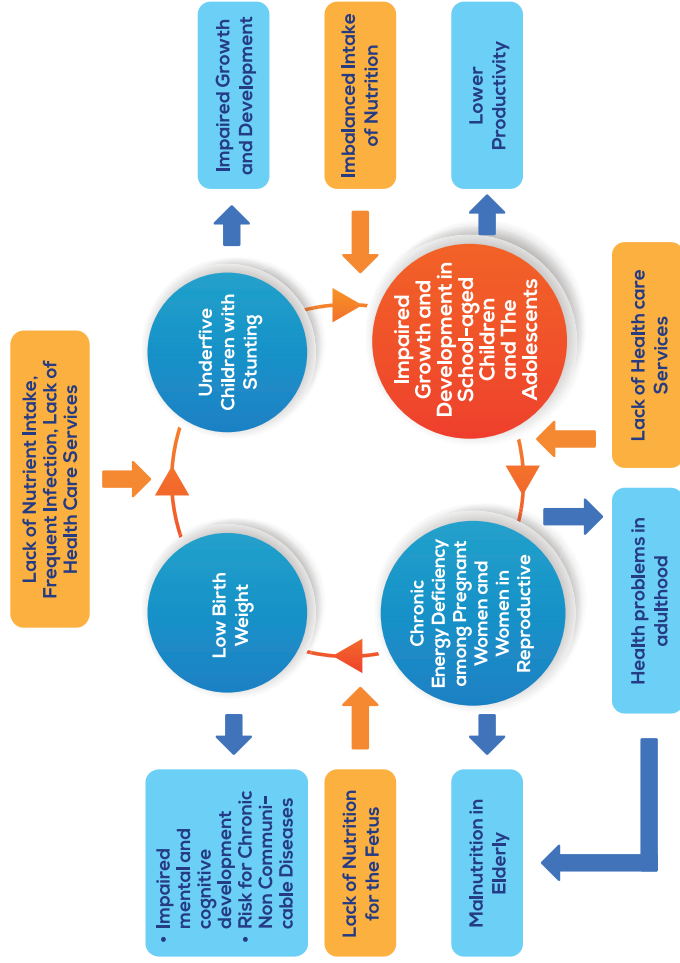 Lack of Nutrient Intake,
Frequent Infection, Lack of
Health Care Services
Low Birth
Weight
Underfive
Children with
Stunting
Impaired Growth
and Development
• Impaired
mental and
cognitive
development
• Risk for Chronic
Non Communi-
cable Diseases
Lack of Nutrition
for the Fetus
Imbalanced Intake
of Nutrition
Malnutrition in
Elderly
Chronic
Energy Deficiency
among Pregnant
Women and
Women in
Reproductive
Impaired
Growth and
Development in
School-aged
Children
and The
Adolescents
Lower
Productivity
Health problems in
adulthood
Lack of Health care
Services